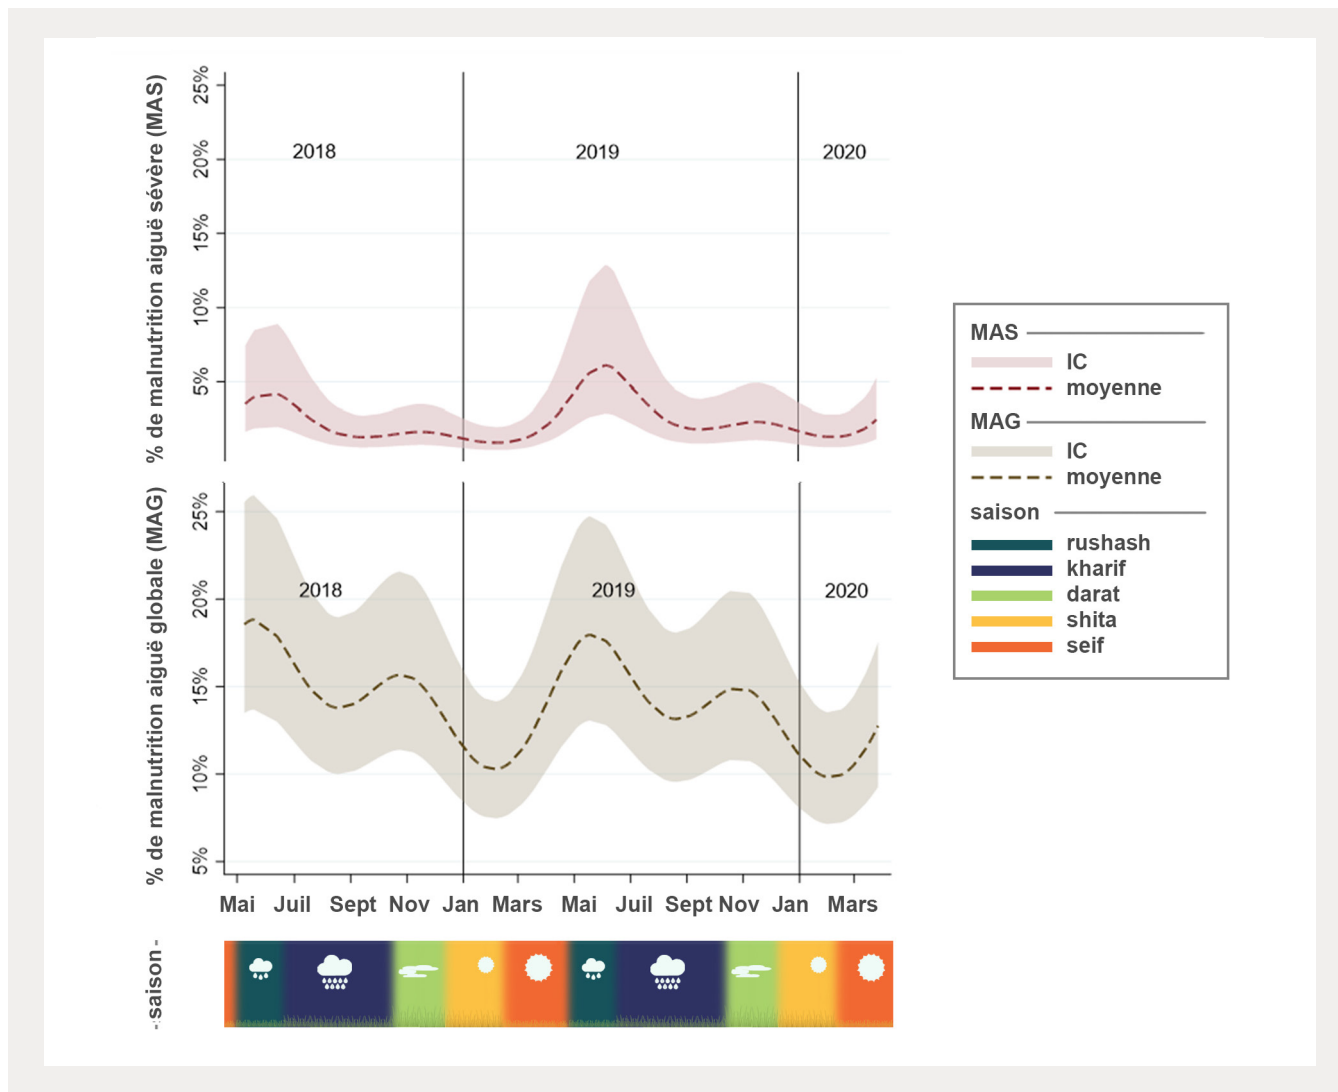 % de malnutrition aiguë sévère (MAS)
25%
20%
15%
10%
5%
2018
2019
2020
% de malnutrition aiguë globale (MAG)
25%
20%
15%
10%
5%
2018
2019
2020
Mai Juil Sept Nov Jan Mars Mai Juil Sept Nov Jan Mars
- saison -
MAS
IC
moyenne
MAG
IC
moyenne
saison
rushash
kharif
darat
shita
seif